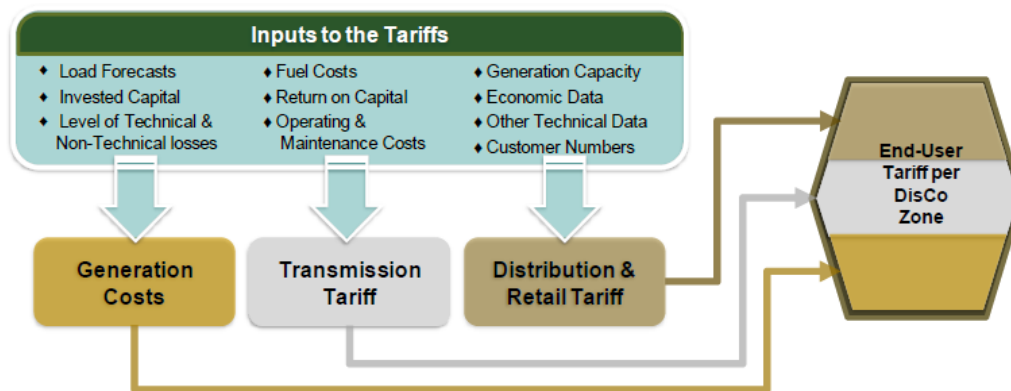 Inputs to the Tariffs
♦ Load Forecasts
♦ Invested Capital
♦ Level of Technical &
Non-Technical losses
♦ Fuel Costs
♦ Return on Capital
♦ Operating &
Maintenance Costs
♦ Generation Capacity
♦ Economic Data
♦ Other Technical Data
♦ Customer Numbers
Generation
Costs
Transmission
Tariff
Distribution &
Retail Tariff
End-User
Tariff per
DisCo
Zone